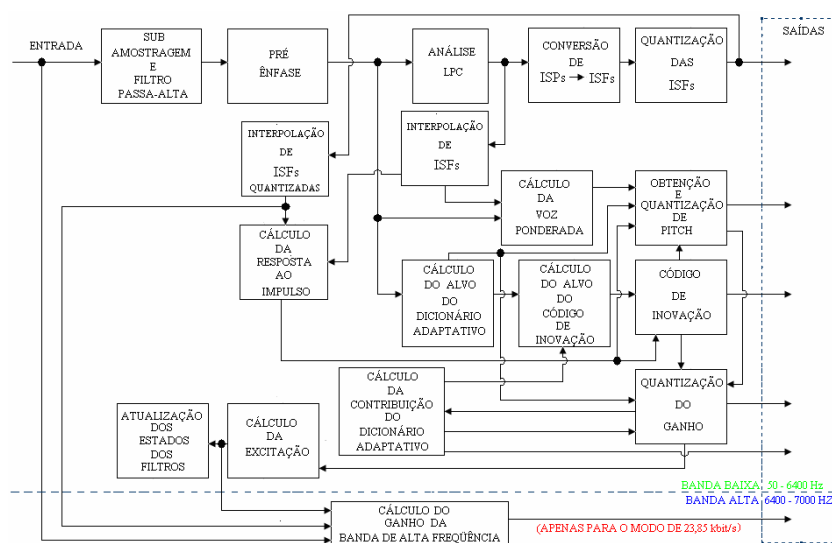 ENTRADA
SUB
AMOSTRAGEM
E
FILTRO
PASSA-ALTA
PRÉ
ÊNFASE
ANÁLISE
LPC
CONVERSÃO
DE
ISPs → ISFs
QUANTIZAÇÃO
DAS
ISFs
SAÍDAS
INTERPOLAÇÃO
DE
ISFs
QUANTIZADAS
INTERPOLAÇÃO
DE
ISFs
CÁLCULO
DA
VOZ
PONDERADA
OBTENÇÃO
E
QUANTIZAÇÃO
DE
PITCH
CÁLCULO
DA
RESPOSTA
AO
IMPULSO
CÁLCULO
DO ALVO
DO
DICIONÁRIO
ADAPTATIVO
CÁLCULO
DO ALVO
DO
CÓDIGO
DE
INOVAÇÃO
CÓDIGO
DE
INOVAÇÃO
CÁLCULO
DA
CONTRIBUIÇÃO
DO
DICIONÁRIO
ADAPTATIVO
QUANTIZAÇÃO
DO
GANHO
ATUALIZAÇÃO
DOS
ESTADOS
DOS
FILTROS
CÁLCULO
DA
EXCITAÇÃO
BANDA BAIXA 50 - 6400 Hz
BANDA ALTA 6400 - 7000 HZ
CÁLCULO DO
GANHO DA
BANDA DE ALTA FREQÜÊNCIA
(APENAS PARA O MODO DE 23,85 kbit/s)